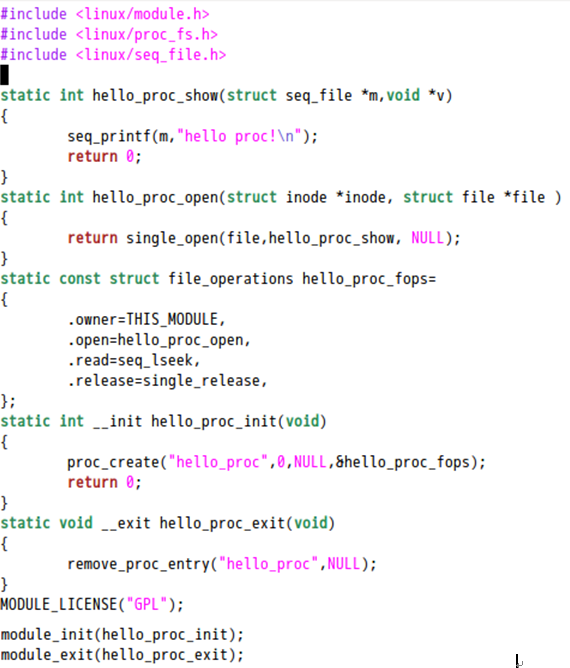 #include <linux/module.h>
#include <linux/proc_fs.h>
#include <linux/seq_file.h>
static int hello_proc_show(struct seq_file *m,void *v)
{
seq_printf(m,"hello proc!\n");
return 0;
}
static int hello_proc_open(struct inode *inode, struct file *file )
{
return single_open(file,hello_proc_show, NULL);
}
static const struct file_operations hello_proc_fops=
{
.owner=THIS_MODULE,
.open=hello_proc_open,
.read=seq_lseek,
.release=single_release,
};
static int __init hello_proc_init(void)
{
proc_create("hello_proc",0,NULL,&hello_proc_fops);
return 0;
}
static void __exit hello_proc_exit(void)
{
remove_proc_entry("hello_proc",NULL);
}
MODULE_LICENSE("GPL");
module_init(hello_proc_init);
module_exit(hello_proc_exit);